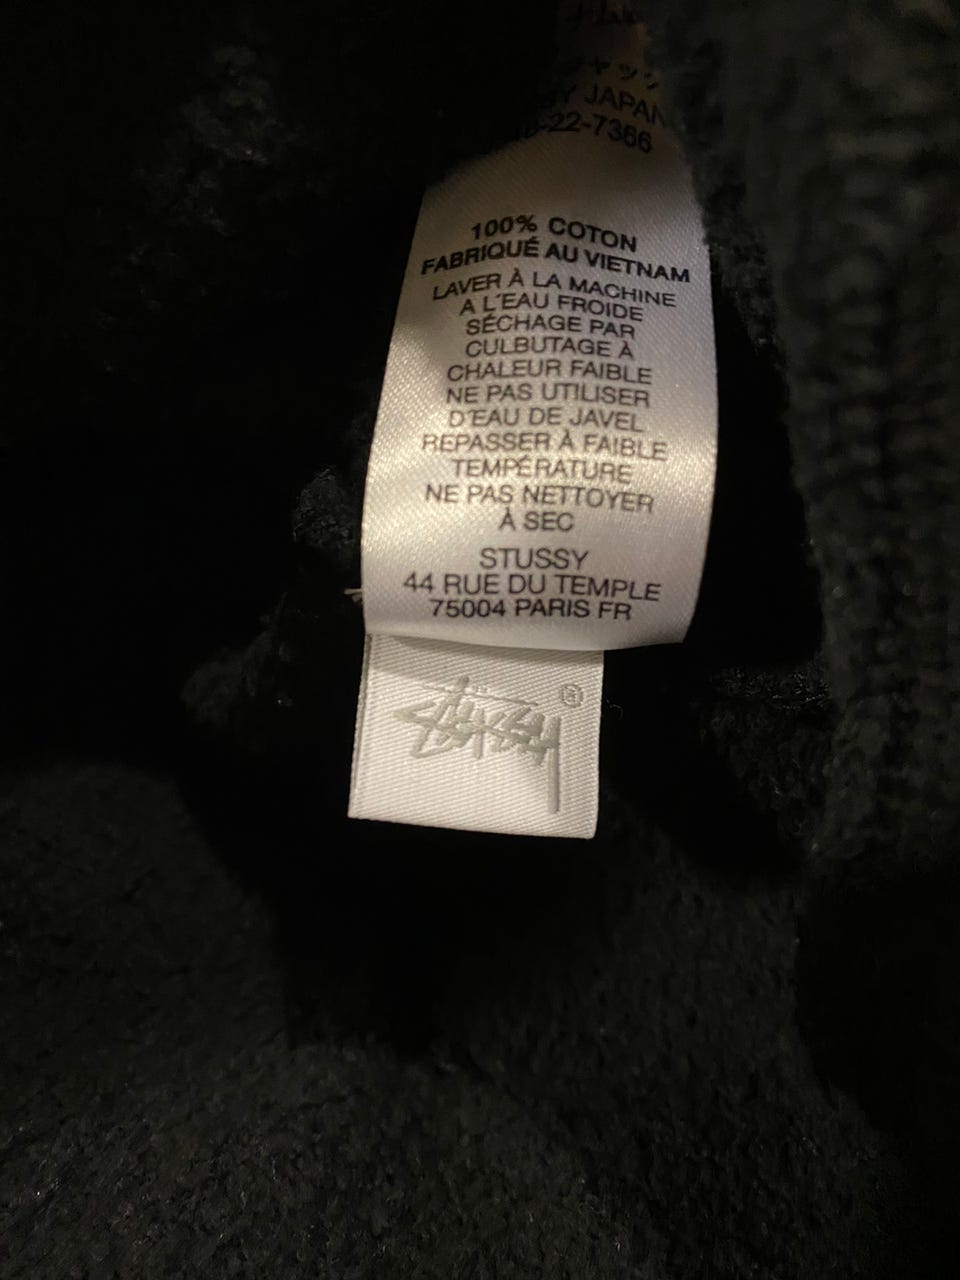 JAPAN
-22-7366
100% COTON
FABRIQUÉ AU VIETNAM
LAVER À LA MACHINE
A L'EAU FROIDE
SÉCHAGE PAR
CULBUTAGE À
CHALEUR FAIBLE
NE PAS UTILISER
D'EAU DE JAVEL
REPASSER À FAIBLE
TEMPÉRATURE
NE PAS NETTOYER
À SEC
STUSSY
44 RUE DU TEMPLE
75004 PARIS FR
Stüssy ®